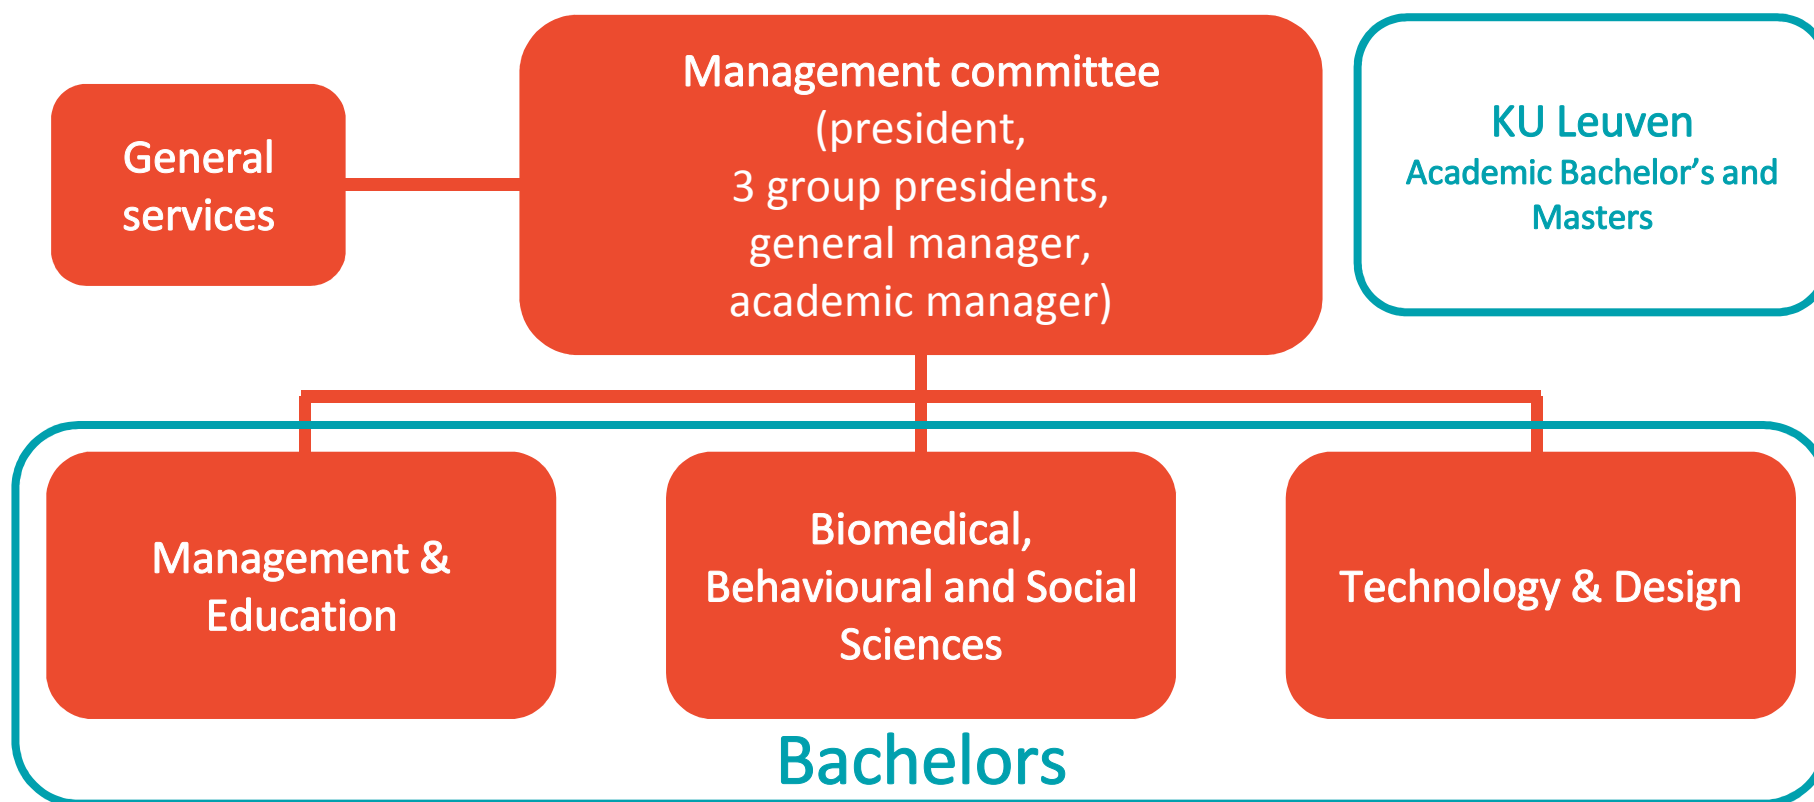 General
services
Management committee
(president,
3 group presidents,
general manager,
academic manager)
KU Leuven
Academic Bachelor’s and
Masters
Management &
Education
Biomedical,
Behavioural and Social
Sciences
Technology & Design
Bachelors